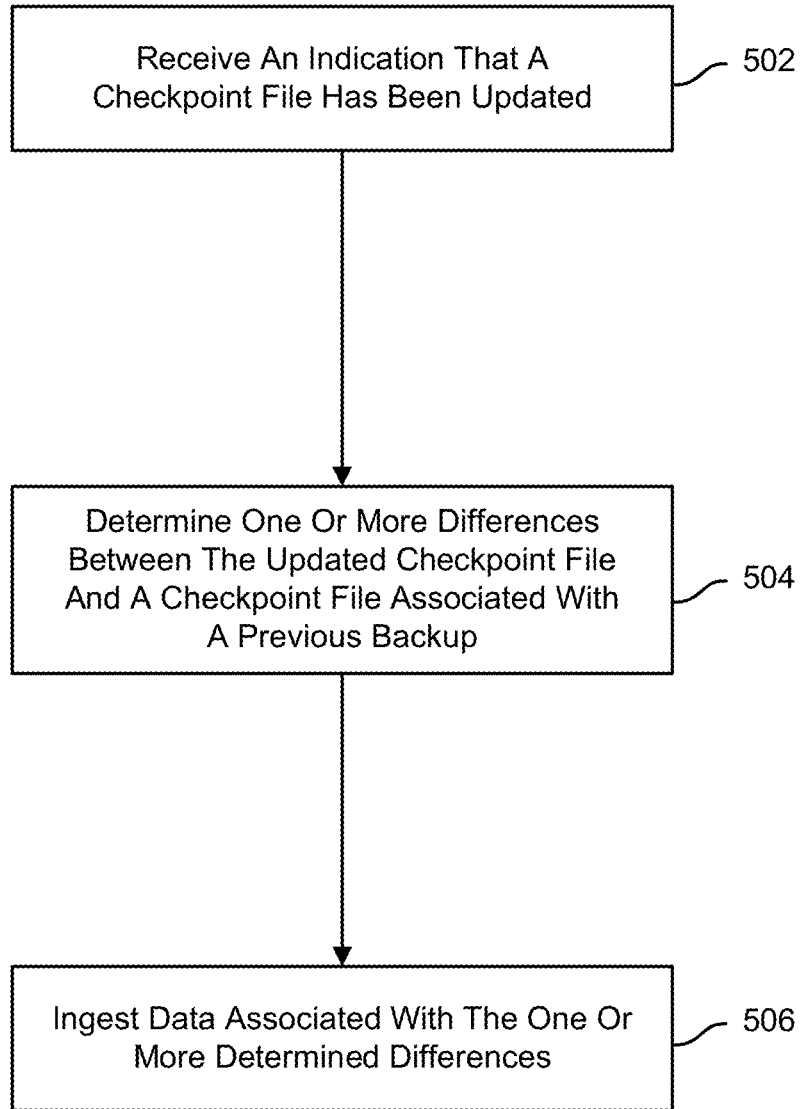 Receive An Indication That A
Checkpoint File Has Been Updated
502
Determine One Or More Differences
Between The Updated Checkpoint File
And A Checkpoint File Associated With
A Previous Backup
504
Ingest Data Associated With The One Or
More Determined Differences
506